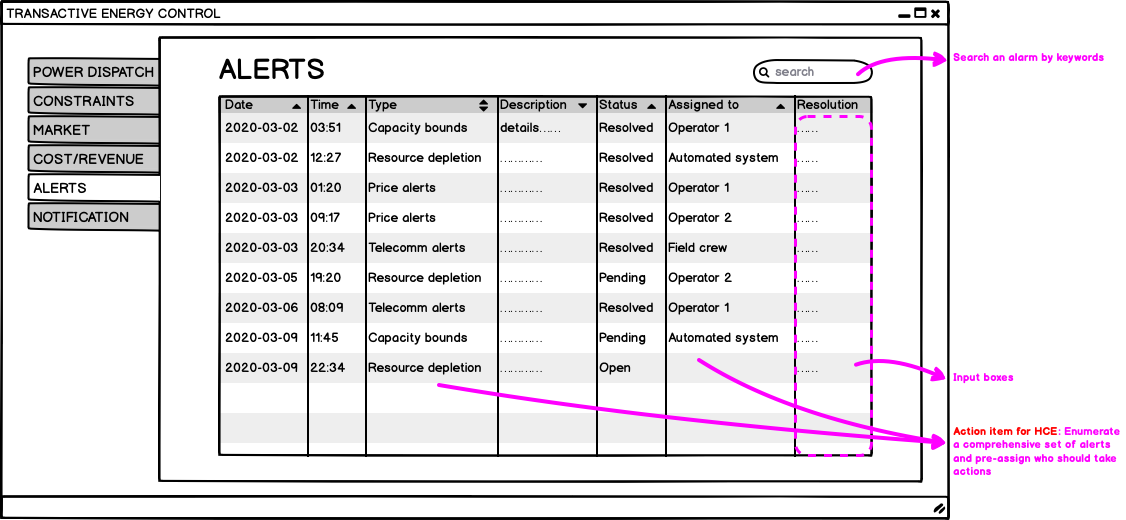 TRANSACTIVE ENERGY CONTROL
ALERTS
search
Search an alarm by keywords
POWER DISPATCH
CONSTRAINTS
MARKET
COST/REVENUE
ALERTS
NOTIFICATION
Date Time Type Description Status Assigned to Resolution
2020-03-02 03:51 Capacity bounds details...... Resolved Operator 1 ......
2020-03-02 12:27 Resource depletion ............ Resolved Automated system ......
2020-03-03 01:20 Price alerts ............ Resolved Operator 1 ......
2020-03-03 09:17 Price alerts ............ Resolved Operator 2 ......
2020-03-03 20:34 Telecomm alerts ............ Resolved Field crew ......
2020-03-05 19:20 Resource depletion ............ Pending Operator 2 ......
2020-03-06 08:09 Telecomm alerts ............ Resolved Operator 1 ......
2020-03-09 11:45 Capacity bounds ............ Pending Automated system ......
2020-03-09 22:34 Resource depletion ............ Open ......
Input boxes
Action item for HCE: Enumerate
a comprehensive set of alerts
and pre-assign who should take
actions